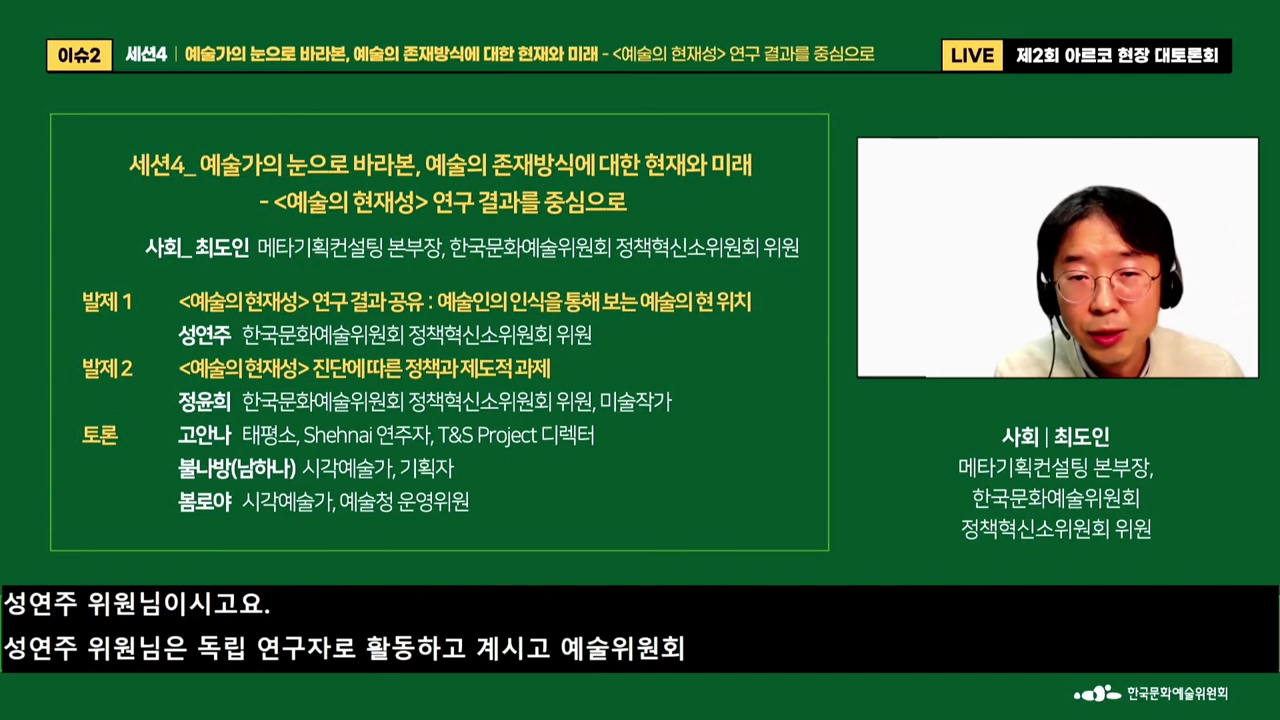 이슈2 세션4 | 예술가의 눈으로 바라본, 예술의 존재방식에 대한 현재와 미래 - <예술의 현재성> 연구 결과를 중심으로 LIVE 제2회 아르코 현장 대토론회
세션4_ 예술가의 눈으로 바라본, 예술의 존재방식에 대한 현재와 미래
- <예술의 현재성> 연구 결과를 중심으로
사회_ 최도인 메타기획컨설팅 본부장, 한국문화예술위원회 정책혁신소위원회 위원
발제 1 <예술의 현재성> 연구 결과 공유 : 예술인의 인식을 통해 보는 예술의 현 위치
성연주 한국문화예술위원회 정책혁신소위원회 위원
발제 2 <예술의 현재성> 진단에 따른 정책과 제도적 과제
정윤희 한국문화예술위원회 정책혁신소위원회 위원, 미술작가
토론 고안나 태평소, Shehnai 연주자, T&S Project 디렉터
불나방(남하나) 시각예술가, 기획자
봄로야 시각예술가, 예술청 운영위원
사회 | 최도인
메타기획컨설팅 본부장,
한국문화예술위원회
정책혁신소위원회 위원
성연주 위원님이시고요.
성연주 위원님은 독립 연구자로 활동하고 계시고 예술위원회
한국문화예술위원회